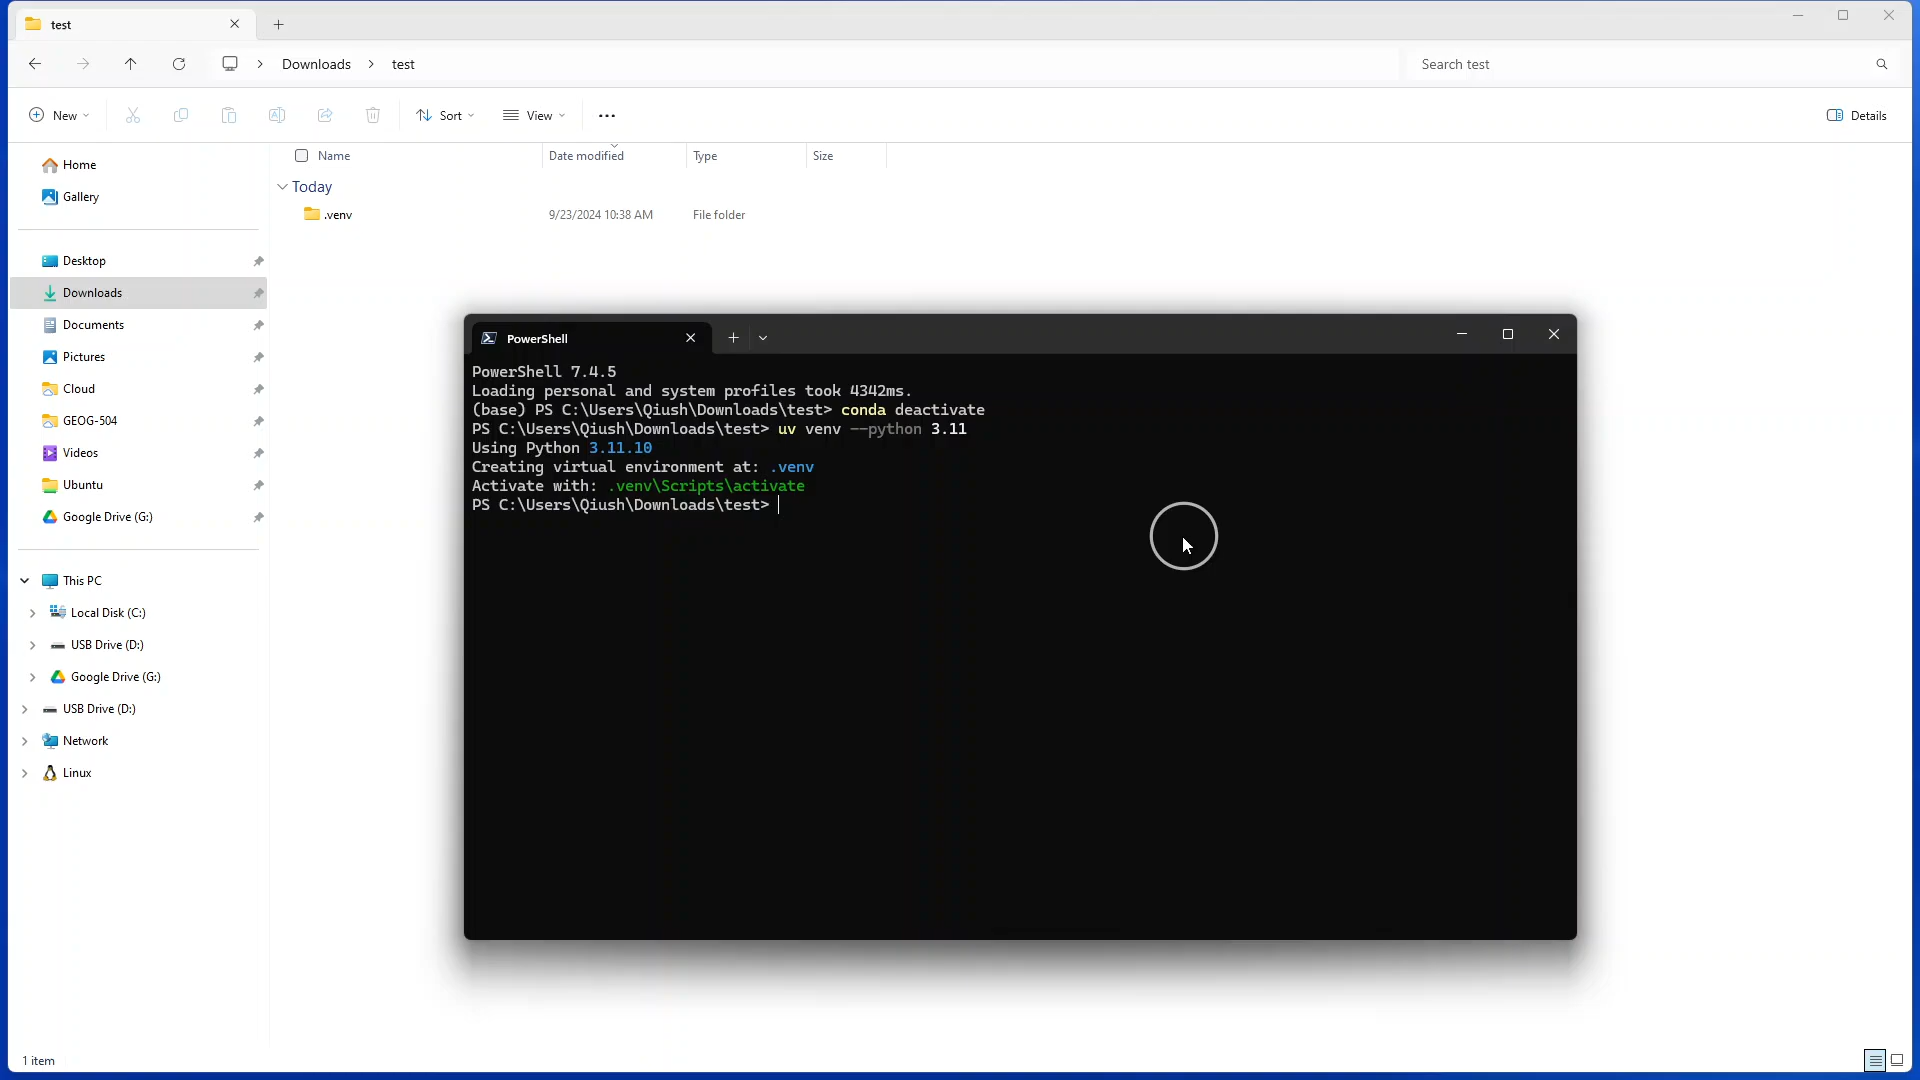 test
Downloads > test
Search test
New
Sort
View
Details
Name
Date modified
Type
Size
Today
.venv
9/23/2024 10:38 AM
File folder
Home
Gallery
Desktop
Downloads
Documents
Pictures
Cloud
GEOG-504
Videos
Ubuntu
Google Drive (G:)
This PC
Local Disk (C:)
USB Drive (D:)
Google Drive (G:)
USB Drive (D:)
Network
Linux
PowerShell
PowerShell 7.4.5
Loading personal and system profiles took 4342ms.
(base) PS C:\Users\Qiush\Downloads\test> conda deactivate
PS C:\Users\Qiush\Downloads\test> uv venv --python 3.11
Using Python 3.11.10
Creating virtual environment at: .venv
Activate with: .venv\Scripts\activate
PS C:\Users\Qiush\Downloads\test>
1 item